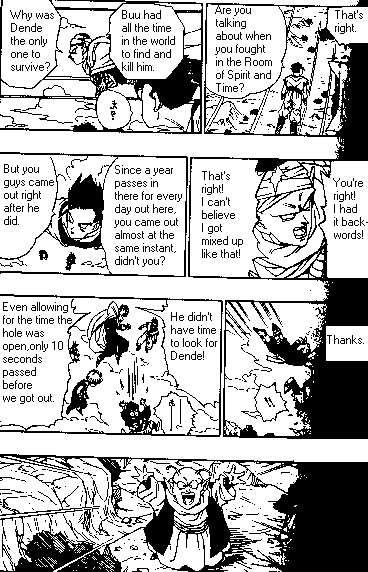 Why was
Dende
the only
one to
survive?
Buu had
all the time
in the world
to find and
kill him.
Are you
talking
about when
you fought
in the Room
of Spirit and
Time?
That's
right.
But you
guys came
out right
after he
did.
Since a year
passes in
there for every
day out here,
you came out
almost at the
same instant,
didn't you?
That's
right!
I can't
believe
I got
mixed up
like that!
You're
right!
I had
it back-
words!
Even allowing
for the time the
hole was
open,only 10
seconds
passed
before
we got out.
He didn't
have time
to look for
Dende!
Thanks.